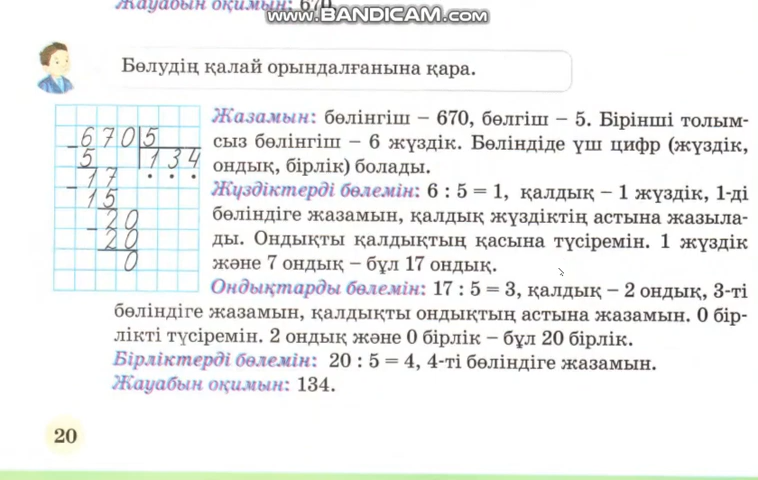 www.BANDICAM.com
Жауабын оқимын: 670.
Бөлудің қалай орындалғанына қара.
670 5
5 134
17
15
20
20
0
Жазамын: бөлінгіш – 670, бөлгіш – 5. Бірінші толым-
сыз бөлінгіш – 6 жүздік. Бөліндіде үш цифр (жүздік,
ондық, бірлік) болады.
Жүздіктерді бөлемін: 6 : 5 = 1, қалдық – 1 жүздік, 1-ді
бөліндіге жазамын, қалдық жүздіктің астына жазыла-
ды. Ондықты қалдықтың қасына түсіремін. 1 жүздік
және 7 ондық – бұл 17 ондық.
Ондықтарды бөлемін: 17 : 5 = 3, қалдық – 2 ондық, 3-ті
бөліндіге жазамын, қалдықты ондықтың астына жазамын. 0 бір-
лікті түсіремін. 2 ондық және 0 бірлік – бұл 20 бірлік.
Бірліктерді бөлемін: 20 : 5 = 4, 4-ті бөліндіге жазамын.
Жауабын оқимын: 134.
20